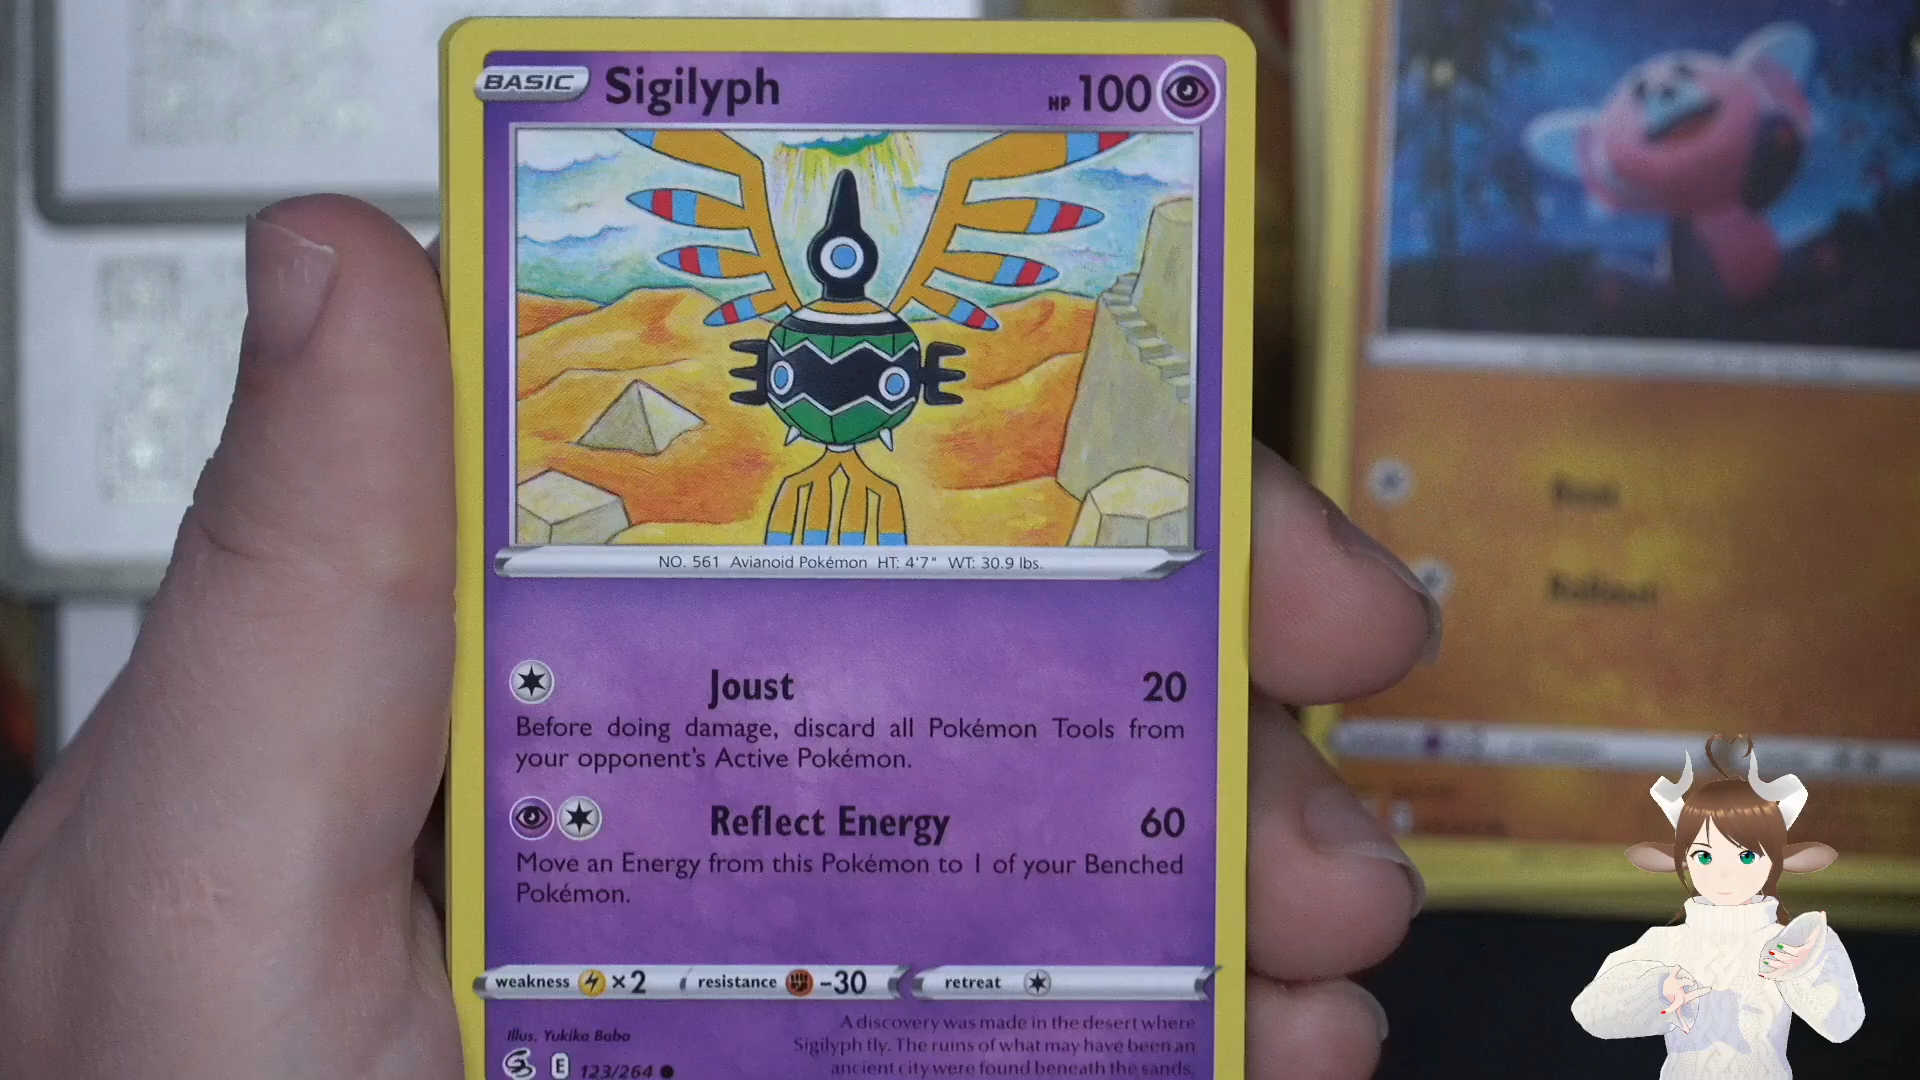 BASIC Sigilyph HP 100
NO. 561 Avianoid Pokémon HT: 4'7" WT: 30.9 lbs.
Joust 20
Before doing damage, discard all Pokémon Tools from
your opponent's Active Pokémon.
Reflect Energy 60
Move an Energy from this Pokémon to 1 of your Benched
Pokémon.
weakness ×2 resistance -30 retreat
Illus. Yukiko Baba
A discovery was made in the desert where
Sigilyph fly. The ruins of what may have been an
ancient city were found beneath the sands.
E 123/264